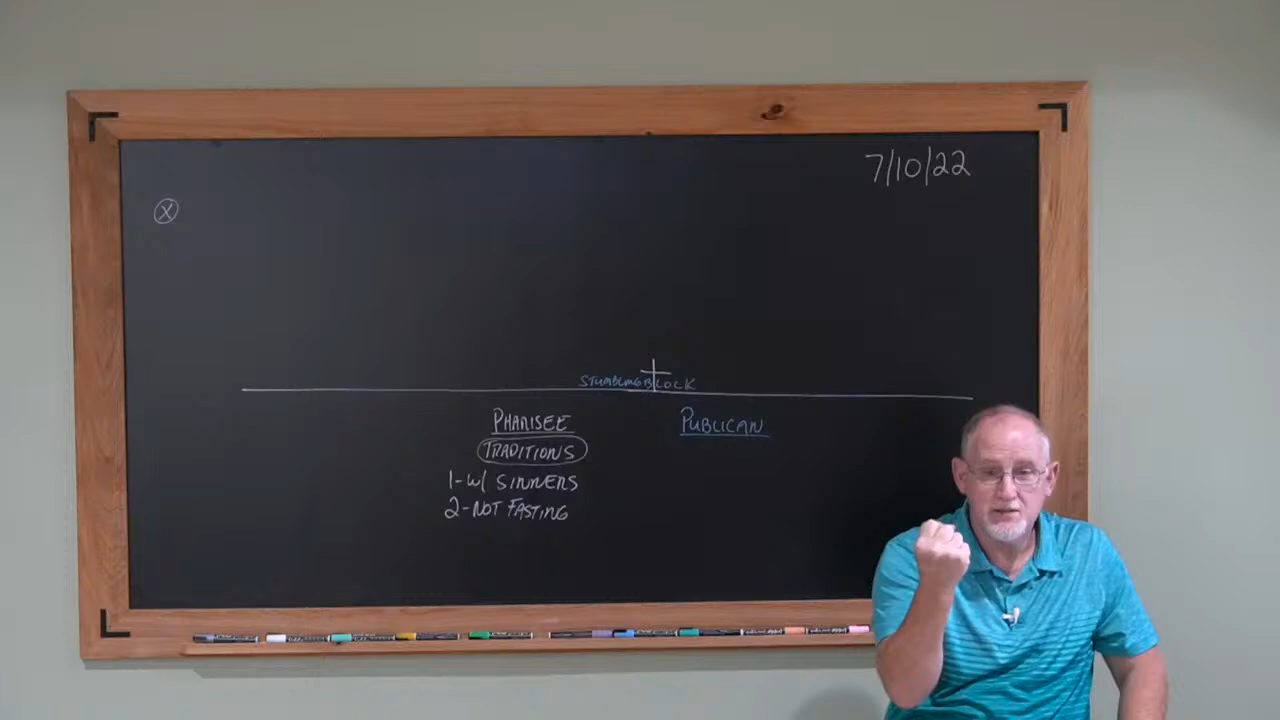 7/10/22
X
STUMBLINGBLOCK
PHARISEE
PUBLICAN
TRADITIONS
1-W/ SINNERS
2-NOT FASTING